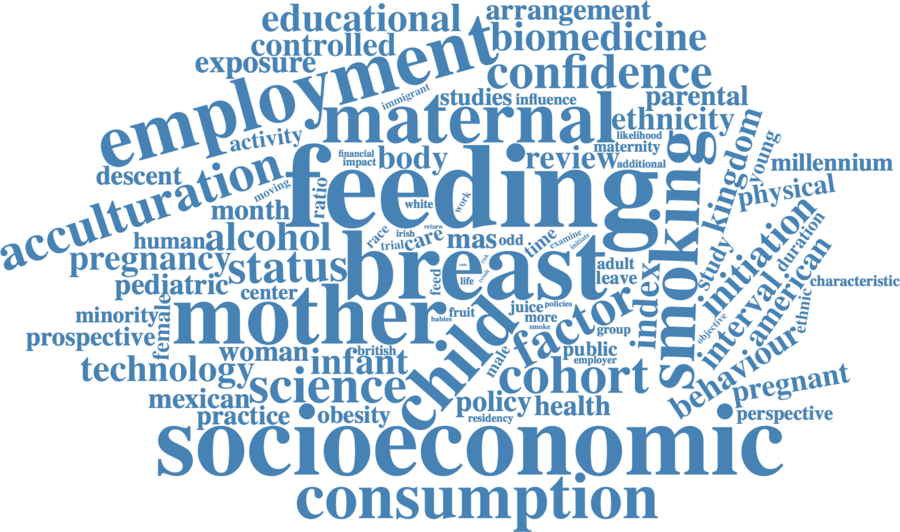 educational
arrangement
controlled
biomedicine
employment
exposure
confidence
immigrant
studies
influence
parental
maternal
ethnicity
activity
likelihood
maternity
kingdom
young
financial
impact
body
review
additional
millennium
descent
acculturation
moving
ratio
feeding
white
work
smoking
physical
month
return
irish
race
trial
care
mas
odd
time
examine
initiate
human
alcohol
study
initiation
duration
pregnancy
status
breast
adult
leave
index
interval
american
characteristic
pediatric
center
feed
life
risk
minority
female
mother
babies
fruit
child
juice
policies
more
smoke
factor
group
objective
ethnic
prospective
woman
british
infant
male
public
employer
behaviour
technology
science
cohort
pregnant
mexican
practice
obesity
policy
health
residency
perspective
socioeconomic
consumption